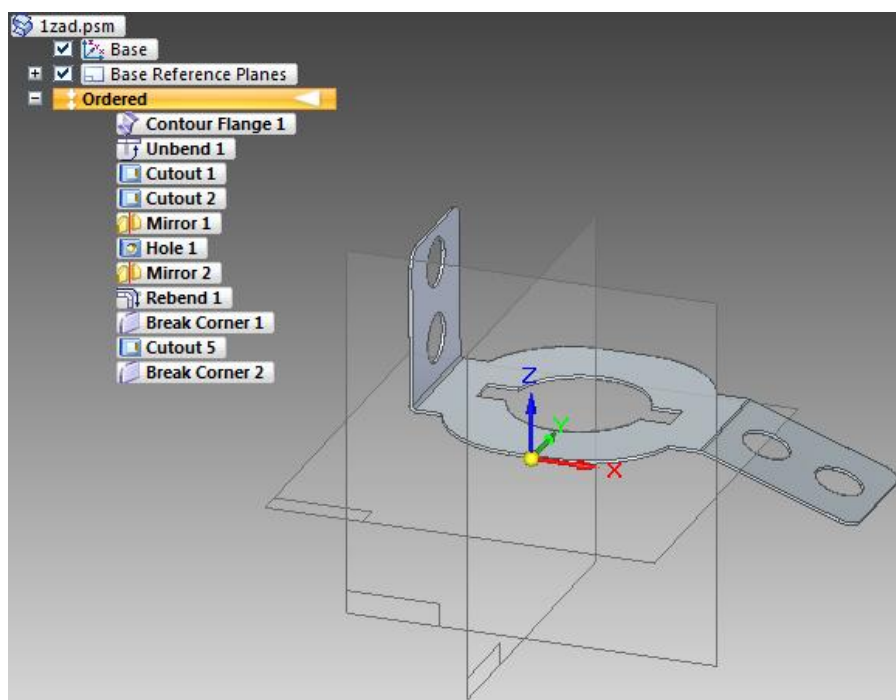 1zad.psm
Base
Base Reference Planes
Ordered
Contour Flange 1
Unbend 1
Cutout 1
Cutout 2
Mirror 1
Hole 1
Mirror 2
Rebend 1
Break Corner 1
Cutout 5
Break Corner 2
Z
Y
X